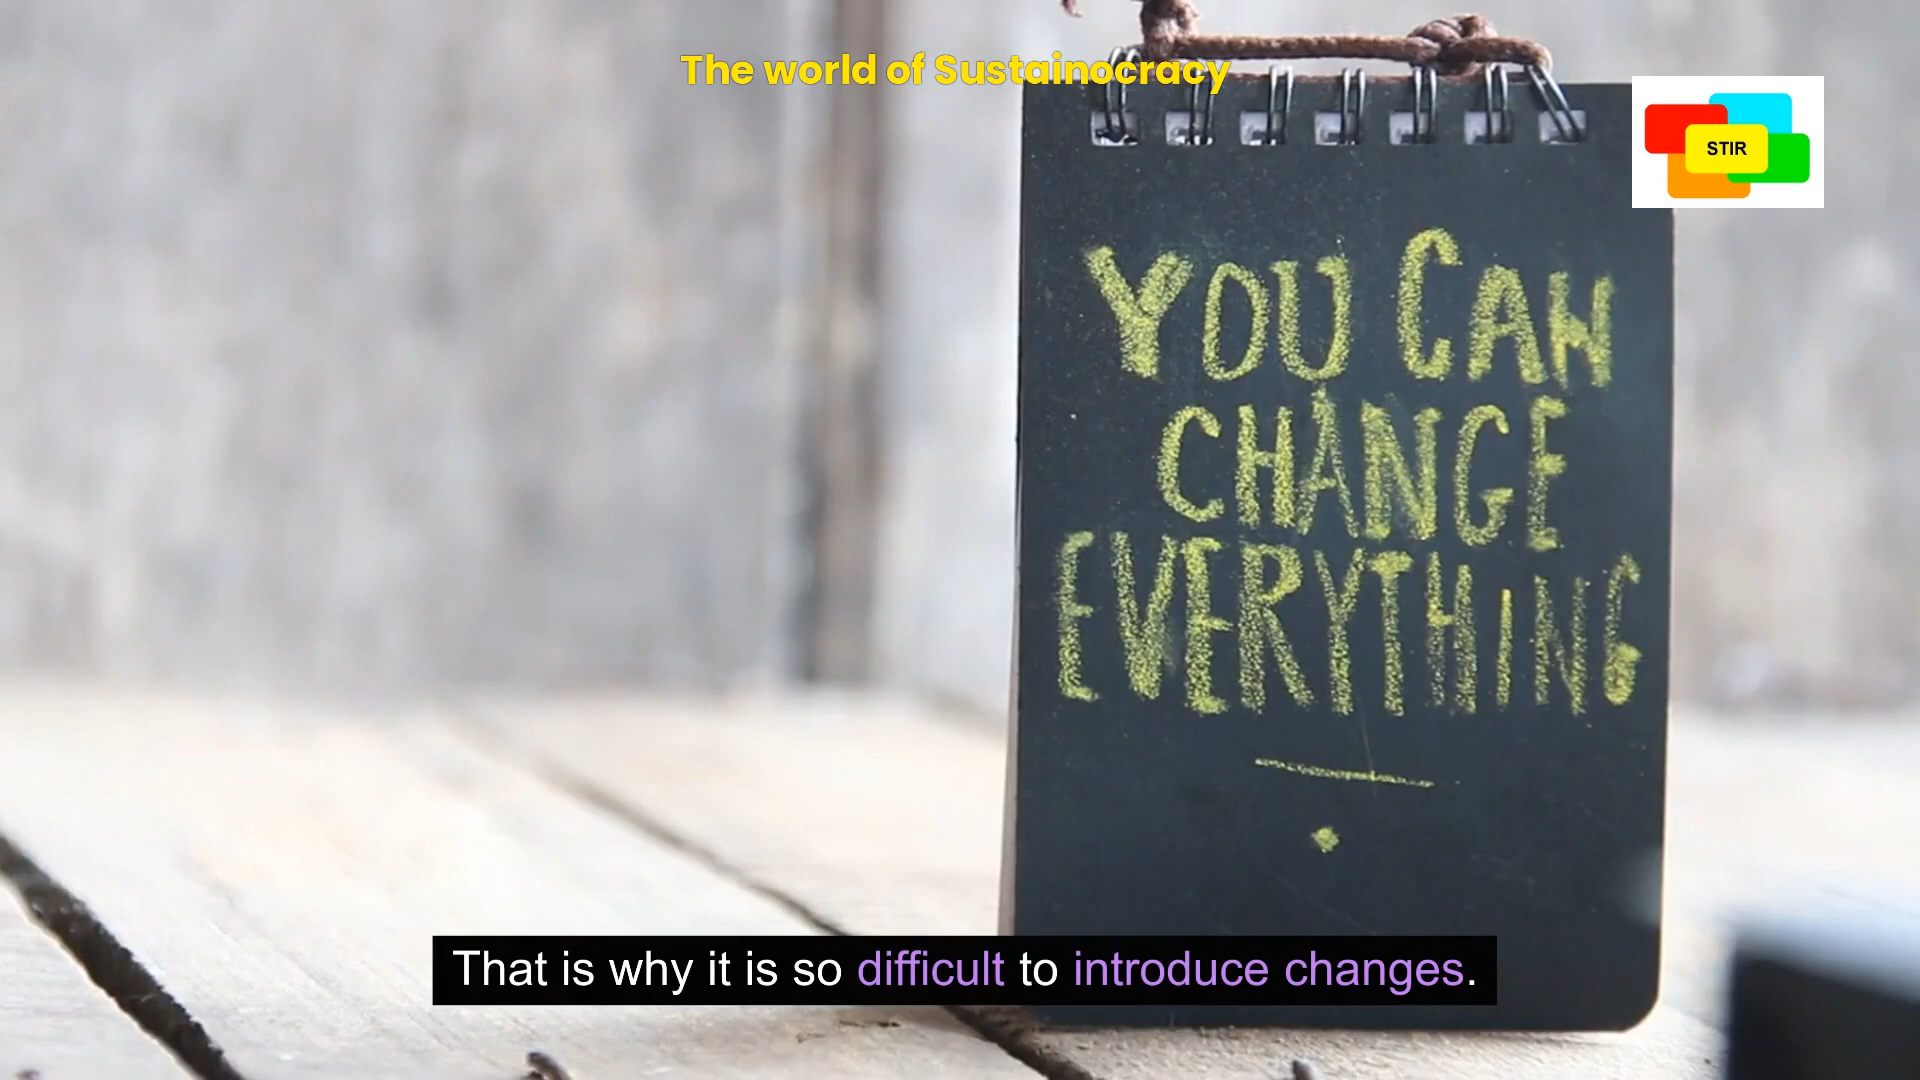 The world of Sustainocracy
STIR
YOU CAN
CHANGE
EVERYTHING
That is why it is so difficult to introduce changes.